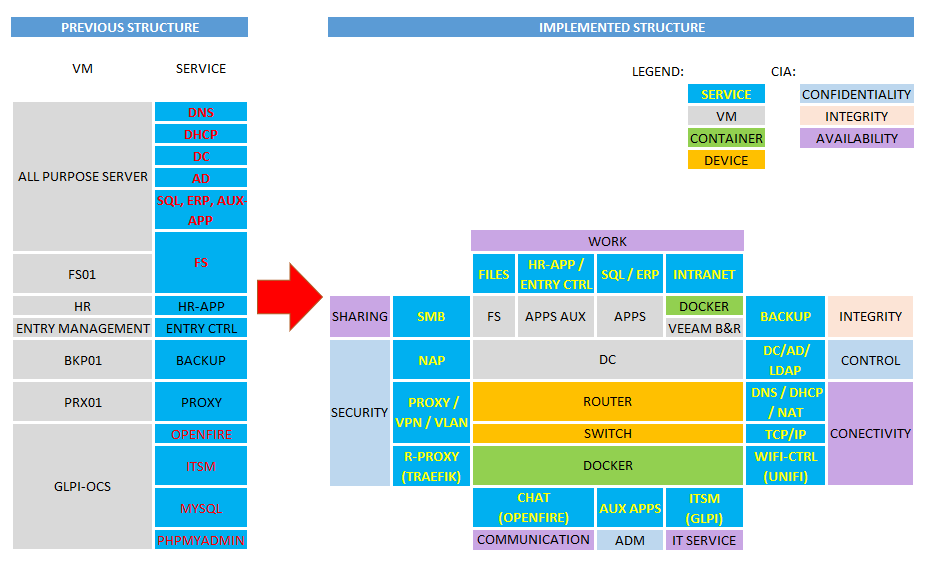 PREVIOUS STRUCTURE
VM
SERVICE
ALL PURPOSE SERVER
DNS
DHCP
DC
AD
SQL, ERP, AUX-
APP
FS
FS01
HR
HR-APP
ENTRY MANAGEMENT
ENTRY CTRL
BKP01
BACKUP
PRX01
PROXY
GLPI-OCS
OPENFIRE
ITSM
MYSQL
PHPMYADMIN
IMPLEMENTED STRUCTURE
LEGEND:
SERVICE
VM
CONTAINER
DEVICE
CIA:
CONFIDENTIALITY
INTEGRITY
AVAILABILITY
WORK
FILES
HR-APP /
ENTRY CTRL
SQL / ERP
INTRANET
SHARING
SMB
FS
APPS AUX
APPS
DOCKER
VEEAM B&R
BACKUP
INTEGRITY
SECURITY
NAP
DC
DC/AD/
LDAP
CONTROL
PROXY /
VPN / VLAN
ROUTER
DNS / DHCP
/ NAT
SWITCH
TCP/IP
CONECTIVITY
R-PROXY
(TRAEFIK)
DOCKER
WIFI-CTRL
(UNIFI)
CHAT
(OPENFIRE)
AUX APPS
ITSM
(GLPI)
COMMUNICATION
ADM
IT SERVICE